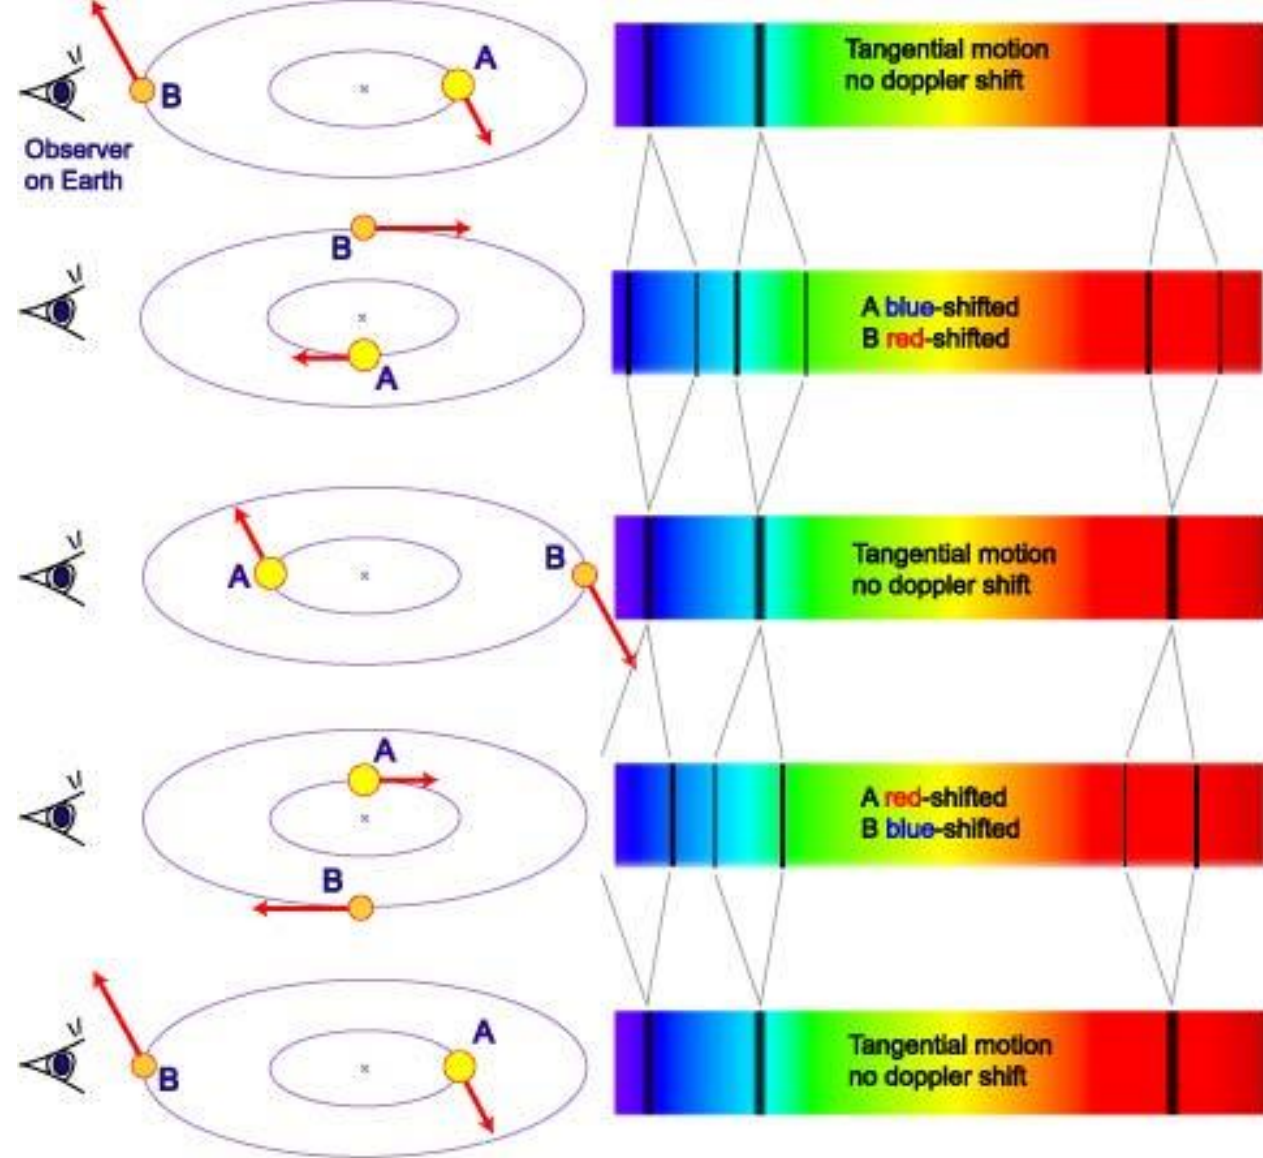 A
B
Tangential motion
no doppler shift
Observer
on Earth
B
A
A blue-shifted
B red-shifted
A
B
Tangential motion
no doppler shift
A
B
A red-shifted
B blue-shifted
A
B
Tangential motion
no doppler shift